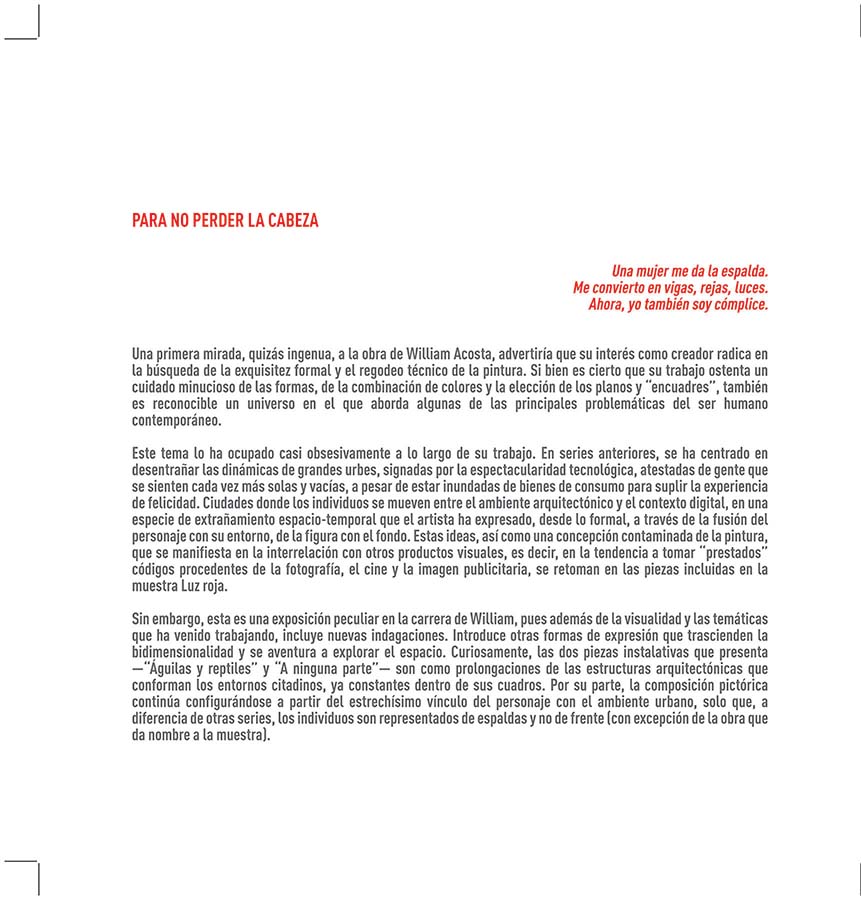 PARA NO PERDER LA CABEZA
Una mujer me da la espalda.
Me convierto en vigas, rejas, luces.
Ahora, yo también soy cómplice.
Una primera mirada, quizás ingenua, a la obra de William Acosta, advertiría que su interés como creador radica en
la búsqueda de la exquisitez formal y el regodeo técnico de la pintura. Si bien es cierto que su trabajo ostenta un
cuidado minucioso de las formas, de la combinación de colores y la elección de los planos y “encuadres”, también
es reconocible un universo en el que aborda algunas de las principales problemáticas del ser humano
contemporáneo.
Este tema lo ha ocupado casi obsesivamente a lo largo de su trabajo. En series anteriores, se ha centrado en
desentrañar las dinámicas de grandes urbes, signadas por la espectacularidad tecnológica, atestadas de gente que
se sienten cada vez más solas y vacías, a pesar de estar inundadas de bienes de consumo para suplir la experiencia
de felicidad. Ciudades donde los individuos se mueven entre el ambiente arquitectónico y el contexto digital, en una
especie de extrañamiento espacio-temporal que el artista ha expresado, desde lo formal, a través de la fusión del
personaje con su entorno, de la figura con el fondo. Estas ideas, así como una concepción contaminada de la pintura,
que se manifiesta en la interrelación con otros productos visuales, es decir, en la tendencia a tomar “prestados”
códigos procedentes de la fotografía, el cine y la imagen publicitaria, se retoman en las piezas incluidas en la
muestra Luz roja.
Sin embargo, esta es una exposición peculiar en la carrera de William, pues además de la visualidad y las temáticas
que ha venido trabajando, incluye nuevas indagaciones. Introduce otras formas de expresión que trascienden la
bidimensionalidad y se aventura a explorar el espacio. Curiosamente, las dos piezas instalativas que presenta
—“Águilas y reptiles” y “A ninguna parte”— son como prolongaciones de las estructuras arquitectónicas que
conforman los entornos citadinos, ya constantes dentro de sus cuadros. Por su parte, la composición pictórica
continúa configurándose a partir del estrechísimo vínculo del personaje con el ambiente urbano, solo que, a
diferencia de otras series, los individuos son representados de espaldas y no de frente (con excepción de la obra que
da nombre a la muestra).